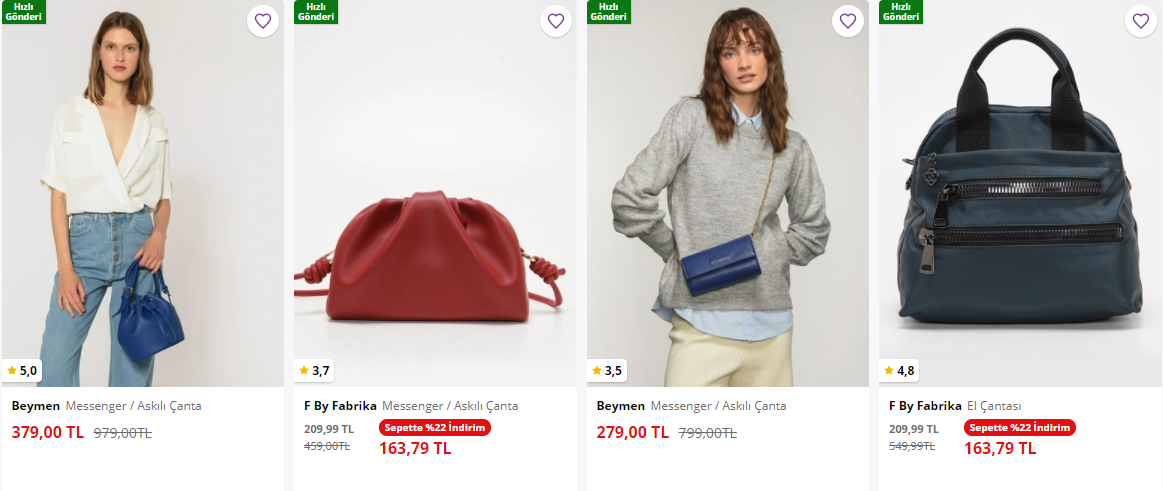 Hızlı
Gönderi
5,0
Beymen Messenger / Askılı Çanta
379,00 TL 979,00TL
Hızlı
Gönderi
3,7
F By Fabrika Messenger / Askılı Çanta
209,99 TL Sepette %22 İndirim
459,00TL 163,79 TL
Hızlı
Gönderi
3,5
Beymen Messenger / Askılı Çanta
279,00 TL 799,00TL
Hızlı
Gönderi
4,8
F By Fabrika El Çantası
209,99 TL Sepette %22 İndirim
549,99TL 163,79 TL